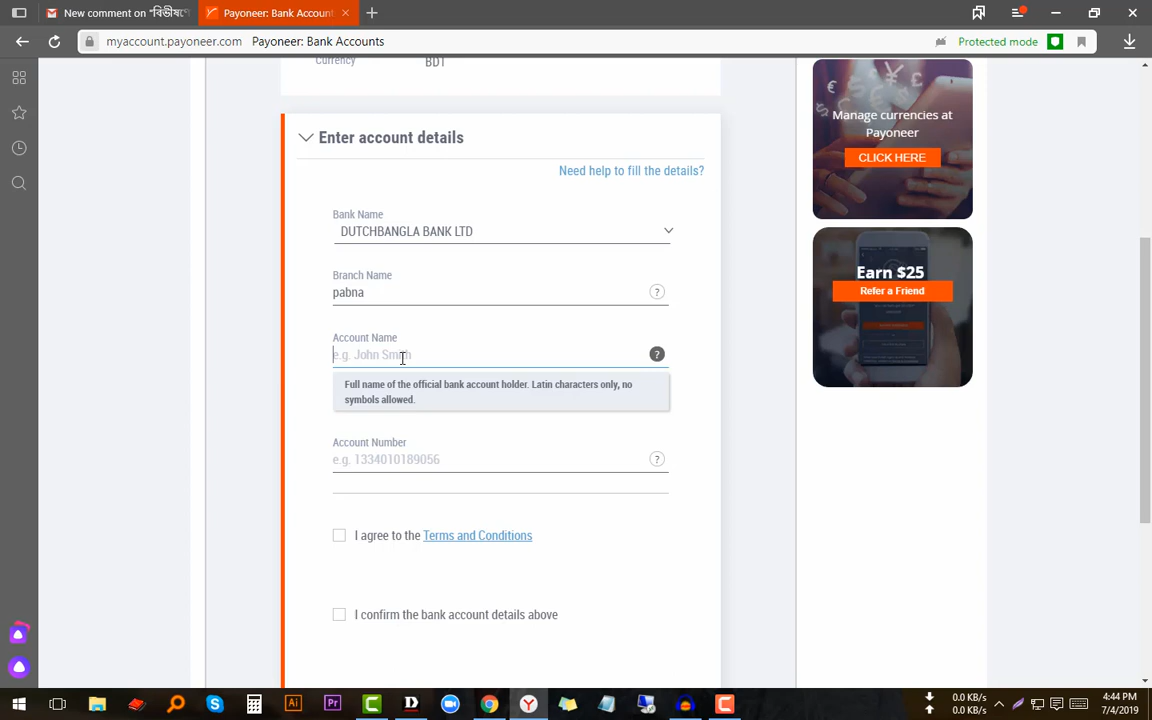 New comment on "বিভীষণে
Payoneer: Bank Account
myaccount.payoneer.com
Payoneer: Bank Accounts
Protected mode
Currency
BDT
Enter account details
Need help to fill the details?
Bank Name
DUTCHBANGLA BANK LTD
Branch Name
pabna
?
Account Name
e.g. John Smith
?
Full name of the official bank account holder. Latin characters only, no
symbols allowed.
Account Number
e.g. 1334010189056
?
I agree to the Terms and Conditions
I confirm the bank account details above
Manage currencies at
Payoneer
CLICK HERE
Earn $25
Refer a Friend
Ai
Pr
0.0 KB/s
0.0 KB/s
4:44 PM
7/4/2019